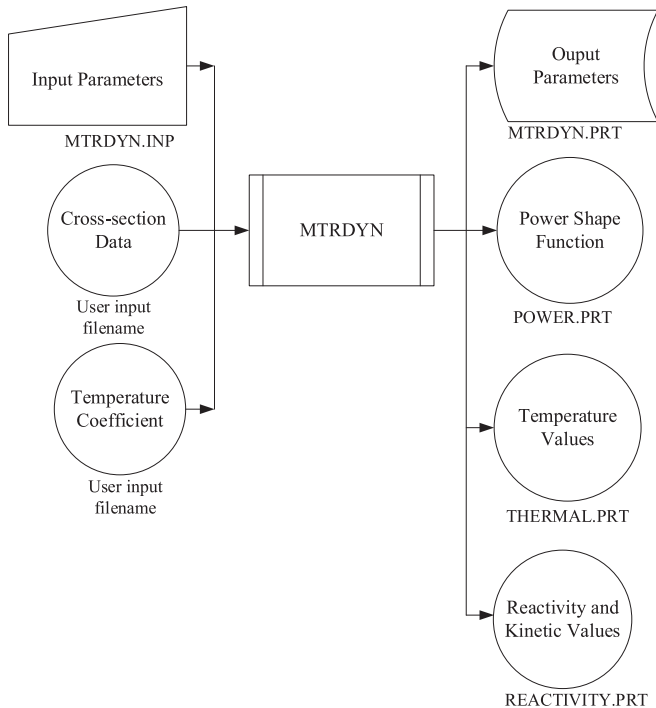 Input Parameters
MTRDYN.INP
Cross-section
Data
User input
filename
Temperature
Coefficient
User input
filename
MTRDYN
Ouput
Parameters
MTRDYN.PRT
Power Shape
Function
POWER.PRT
Temperature
Values
THERMAL.PRT
Reactivity and
Kinetic Values
REACTIVITY.PRT